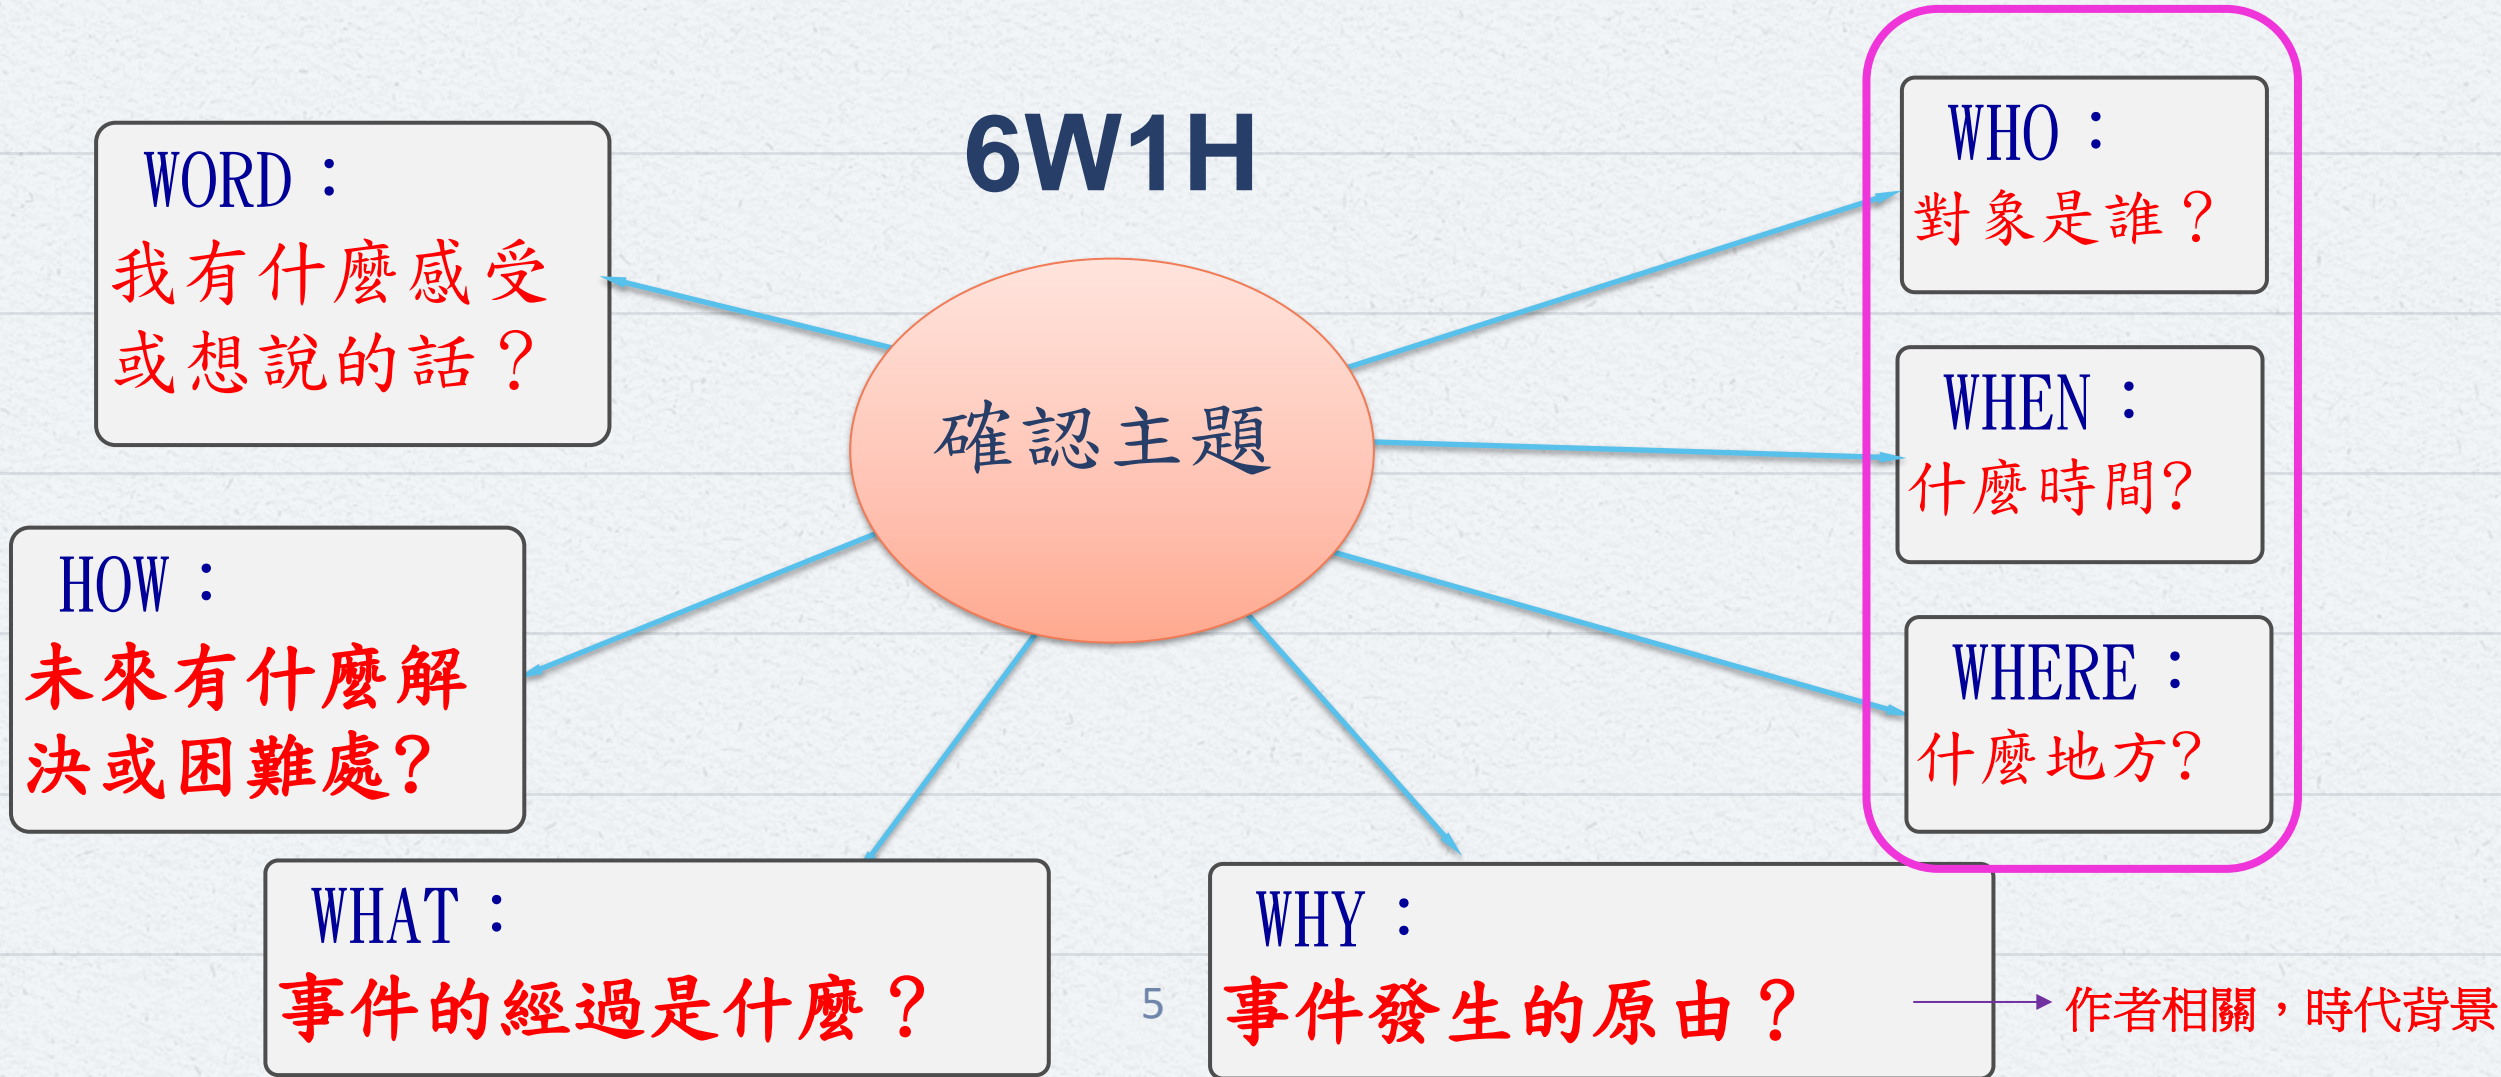 6W1H
確認主題
WORD：
我有什麼感受
或想說的話？
HOW：
未來有什麼解
決或困難處?
WHAT：
事件的經過是什麼？
WHY：
事件發生的原由？
作者相關，時代背景
WHO：
對象是誰？
WHEN：
什麼時間?
WHERE：
什麼地方?
5